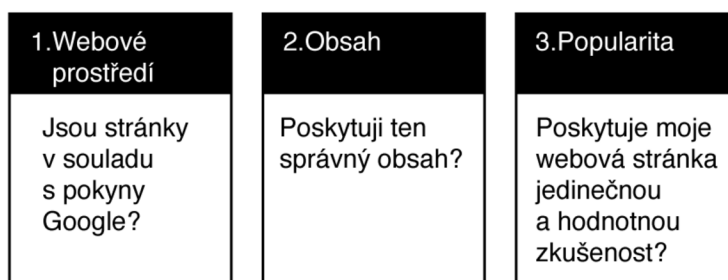 1.Webové
prostředí
Jsou stránky
v souladu
s pokyny
Google?
2.Obsah
Poskytuji ten
správný obsah?
3.Popularita
Poskytuje moje
webová stránka
jedinečnou
a hodnotnou
zkušenost?